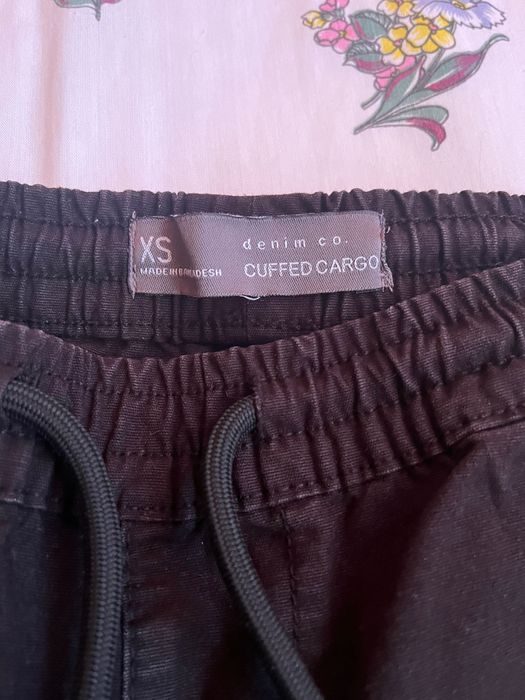 XS
MADE IN BANGLADESH
denim co.
CUFFED CARGO